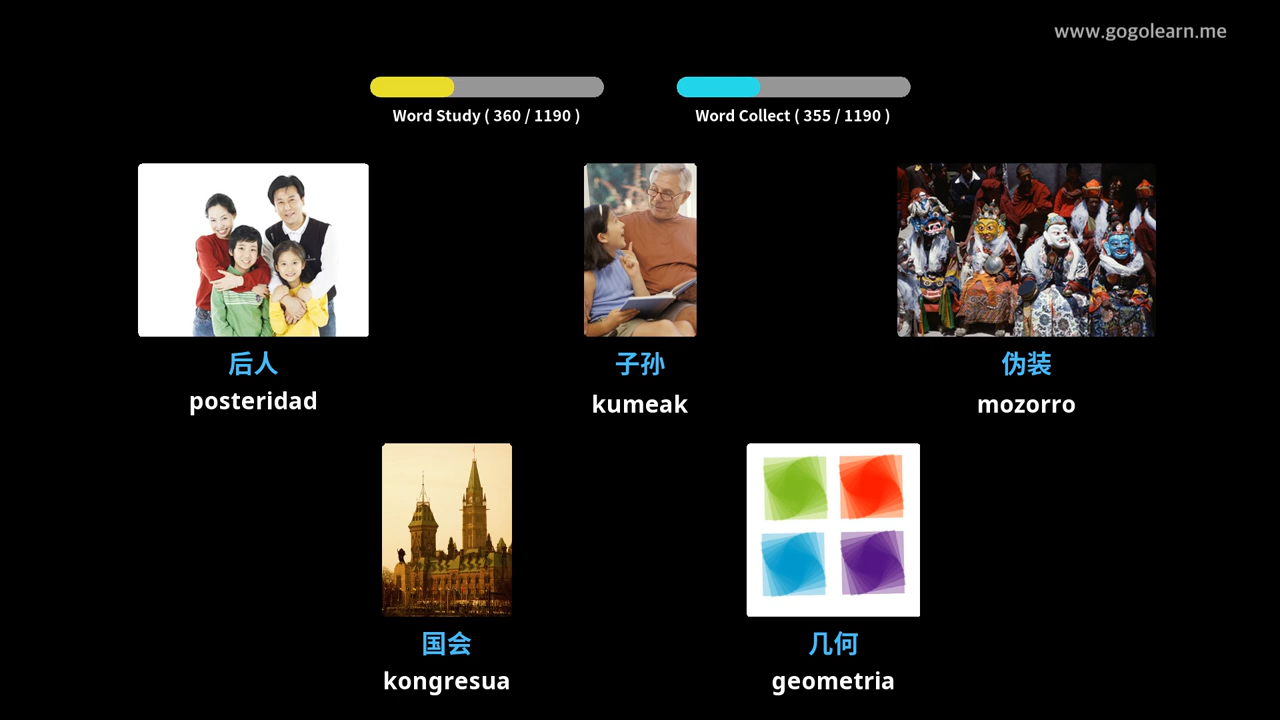 www.gogolearn.me
Word Study ( 360 / 1190 )
Word Collect ( 355 / 1190 )
后人
posteridad
子孙
kumeak
伪装
mozorro
国会
kongresua
几何
geometria